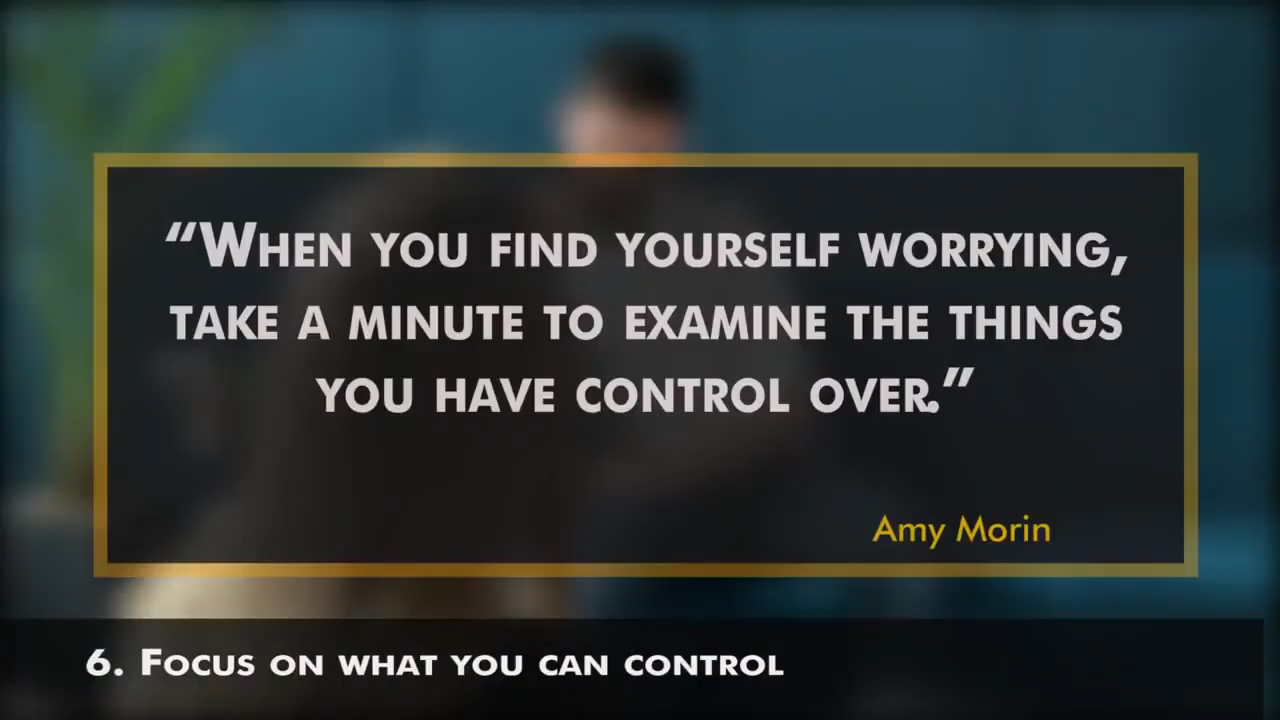 “When you find yourself worrying,
take a minute to examine the things
you have control over.”
Amy Morin
6. Focus on what you can control